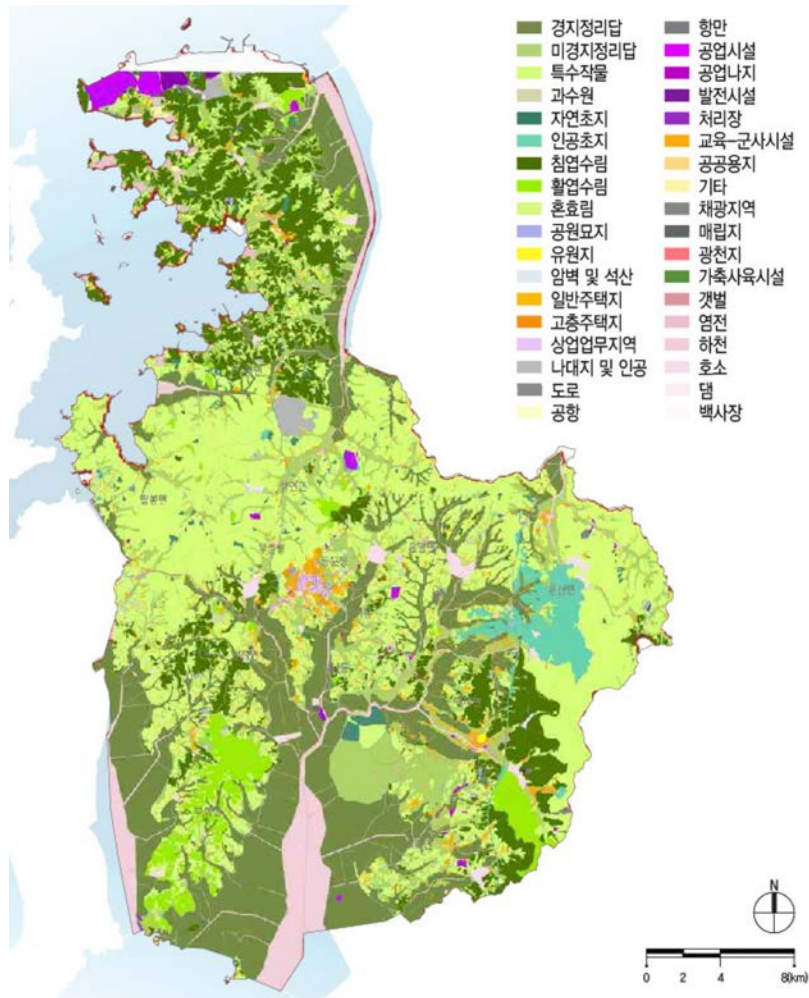 경지정리답
미경지정리답
특수작물
과수원
자연초지
인공초지
침엽수림
활엽수림
혼효림
공원묘지
유원지
암벽 및 석산
일반주택지
고층주택지
상업업무지역
나대지 및 인공
도로
공항
항만
공업시설
공업나지
발전시설
처리장
교육—군사시설
공공용지
기타
채광지역
매립지
광천지
가축사육시설
갯벌
염전
하천
호소
댐
백사장
팔봉면
운산면
N
0 2 4 8(km)